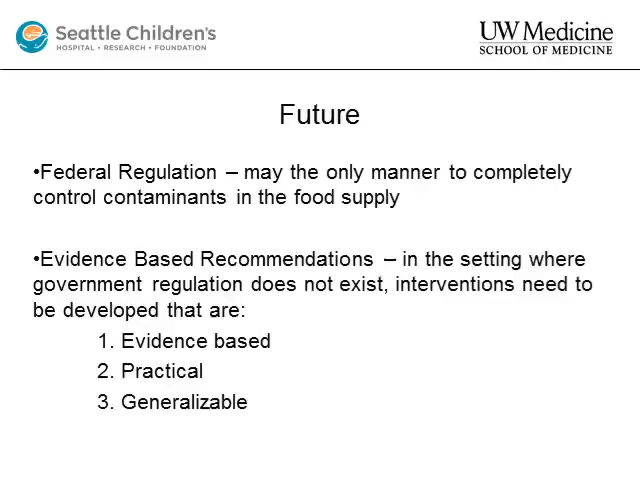 Seattle Children's
HOSPITAL • RESEARCH • FOUNDATION
UW Medicine
SCHOOL OF MEDICINE
Future
•Federal Regulation – may the only manner to completely
control contaminants in the food supply
•Evidence Based Recommendations – in the setting where
government regulation does not exist, interventions need to
be developed that are:
1. Evidence based
2. Practical
3. Generalizable